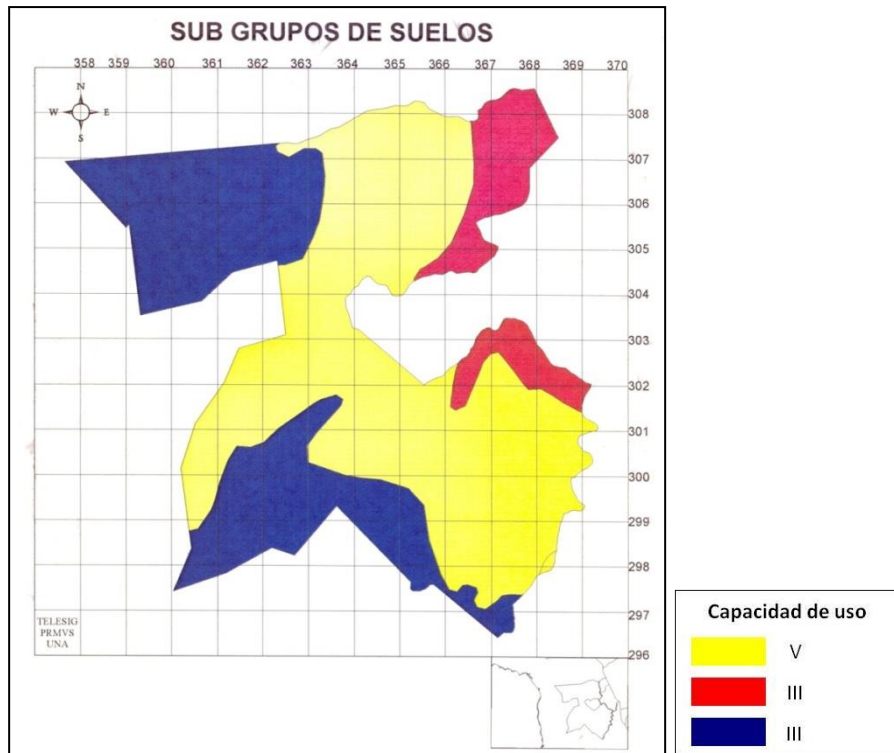 SUB GRUPOS DE SUELOS
358 359 360 361 362 363 364 365 366 367 368 369 370
N
W E
S
308
307
306
305
304
303
302
301
300
299
298
297
296
TELESIG
PRMVS
UNA
Capacidad de uso
V
III
III